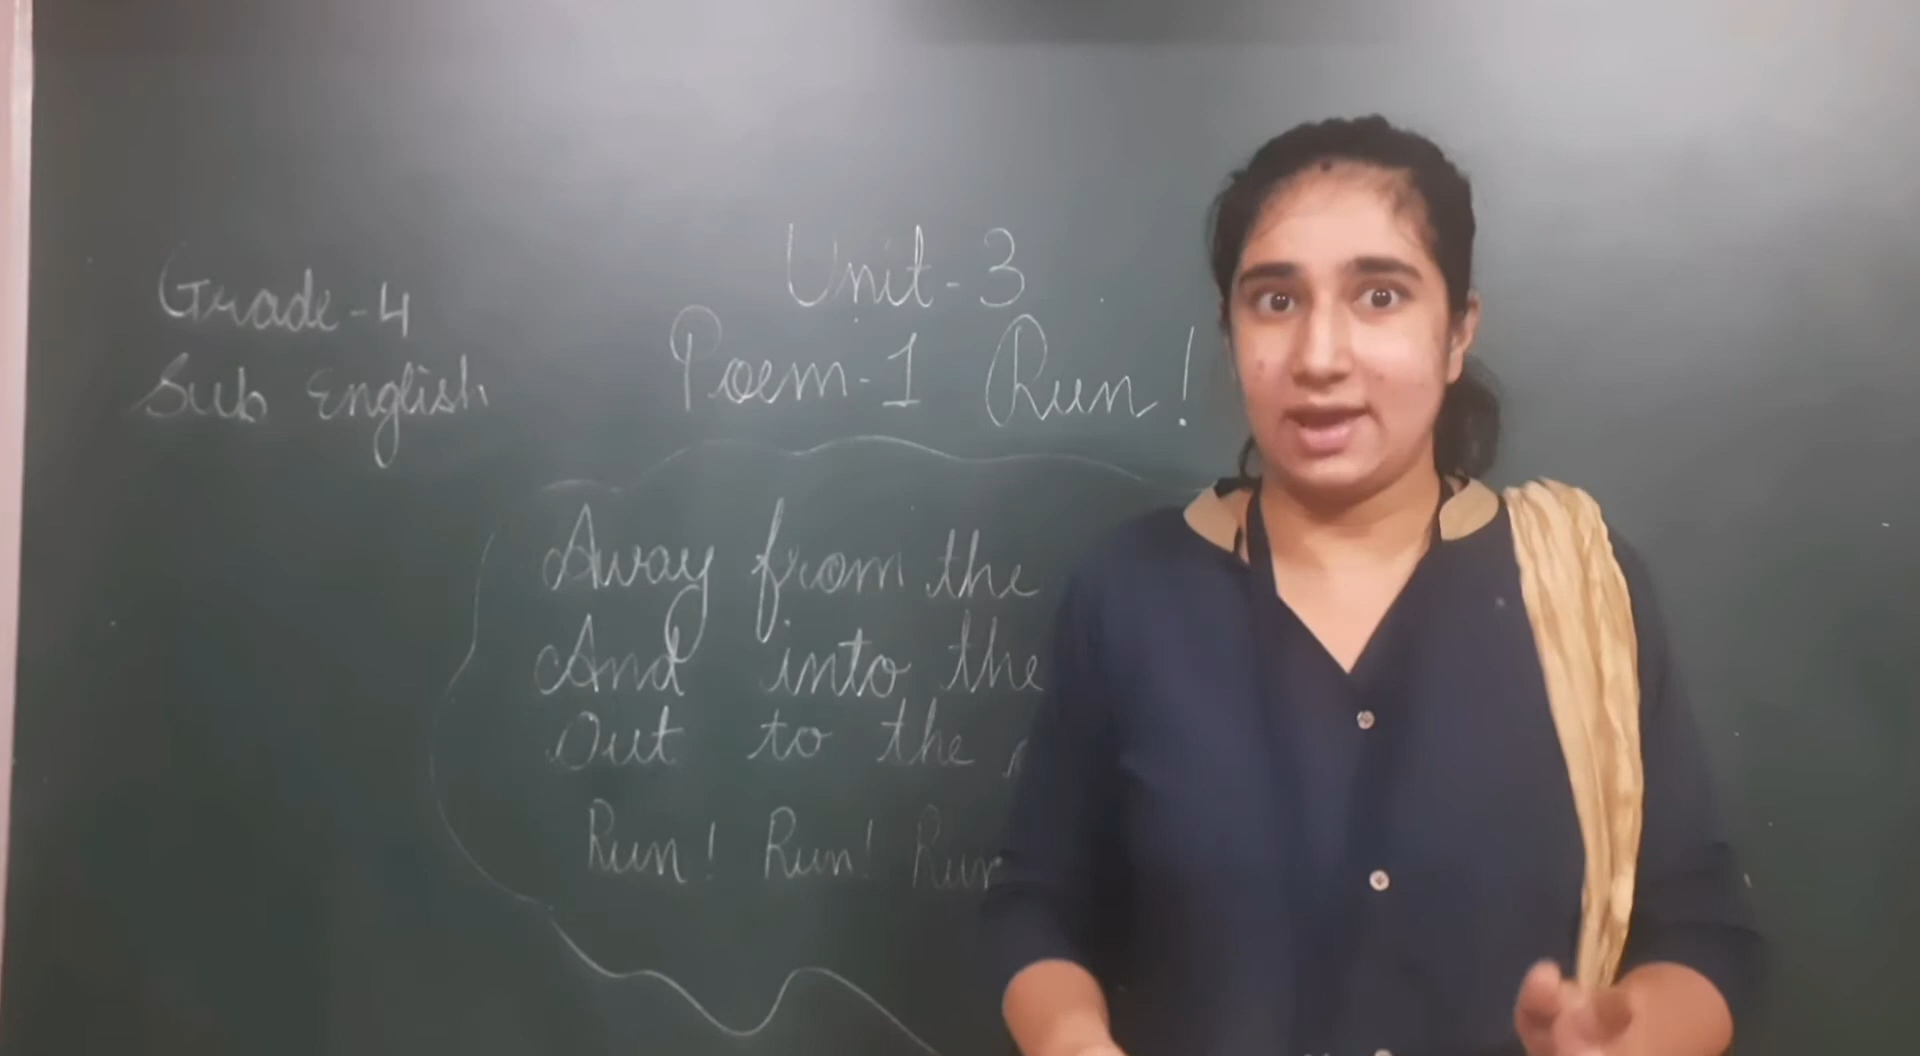 Grade-4
Sub English
Unit-3
Poem-1 Run!
Away from the
And into the
Out to the
Run! Run! Run